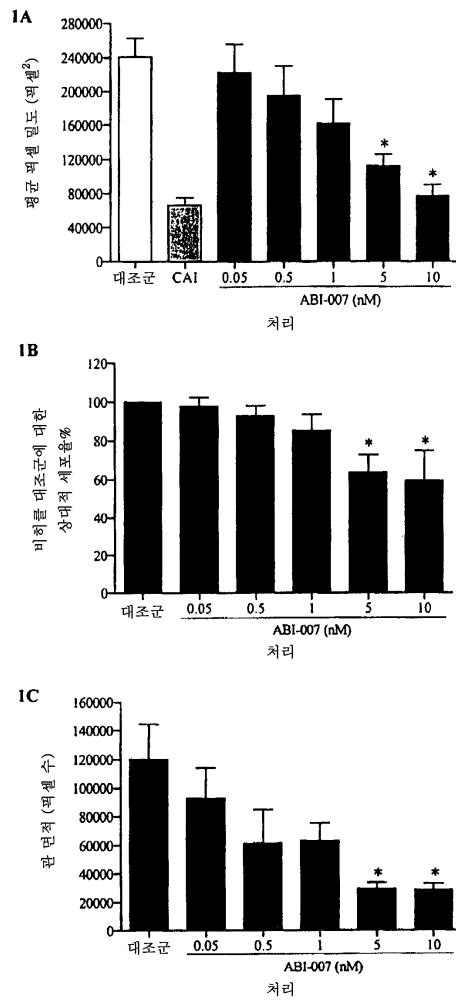 1A
평균 픽셀 밀도 (픽셀²)
280000
240000
200000
160000
120000
80000
40000
0
* *
대조군 CAI 0.05 0.5 1 5 10
ABI-007 (nM)
처리
1B
비히클 대조군에 대한
상대적 세포율%
120
100
80
60
40
20
0
* *
대조군 0.05 0.5 1 5 10
ABI-007 (nM)
처리
1C
관 면적 (픽셀 수)
160000
140000
120000
100000
80000
60000
40000
20000
0
* *
대조군 0.05 0.5 1 5 10
ABI-007 (nM)
처리